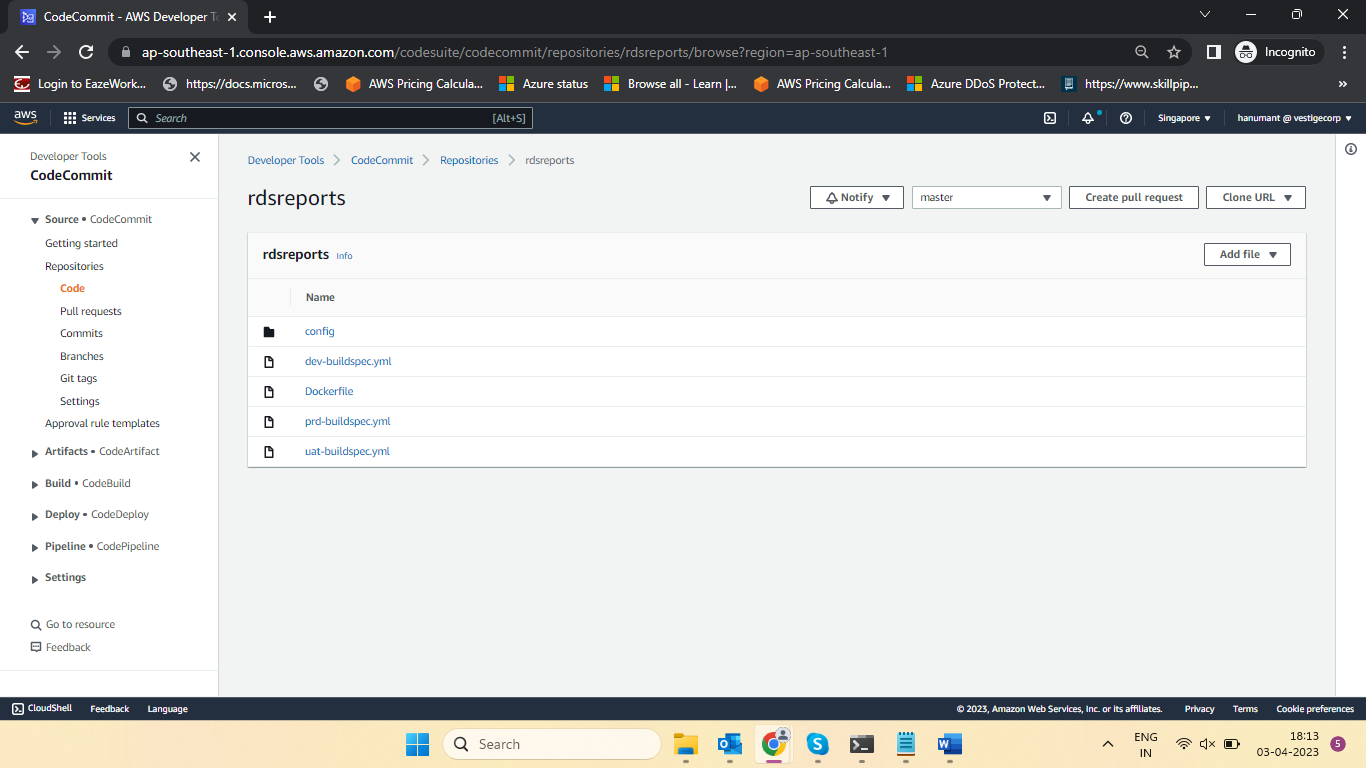 CodeCommit - AWS Developer To
ap-southeast-1.console.aws.amazon.com/codesuite/codecommit/repositories/rdsreports/browse?region=ap-southeast-1
Incognito
Login to EazeWork...
https://docs.micros...
AWS Pricing Calcula...
Azure status
Browse all - Learn |...
AWS Pricing Calcula...
Azure DDoS Protect...
https://www.skillpip...
»
aws
Services
Search
[Alt+S]
Singapore
hanumant @ vestigecorp
Developer Tools
CodeCommit
Source • CodeCommit
Getting started
Repositories
Code
Pull requests
Commits
Branches
Git tags
Settings
Approval rule templates
Artifacts • CodeArtifact
Build • CodeBuild
Deploy • CodeDeploy
Pipeline • CodePipeline
Settings
Go to resource
Feedback
Developer Tools > CodeCommit > Repositories > rdsreports
rdsreports
Notify
master
Create pull request
Clone URL
rdsreports Info
Add file
Name
config
dev-buildspec.yml
Dockerfile
prd-buildspec.yml
uat-buildspec.yml
CloudShell
Feedback
Language
© 2023, Amazon Web Services, Inc. or its affiliates.
Privacy
Terms
Cookie preferences
Search
ENG
IN
18:13
03-04-2023
5